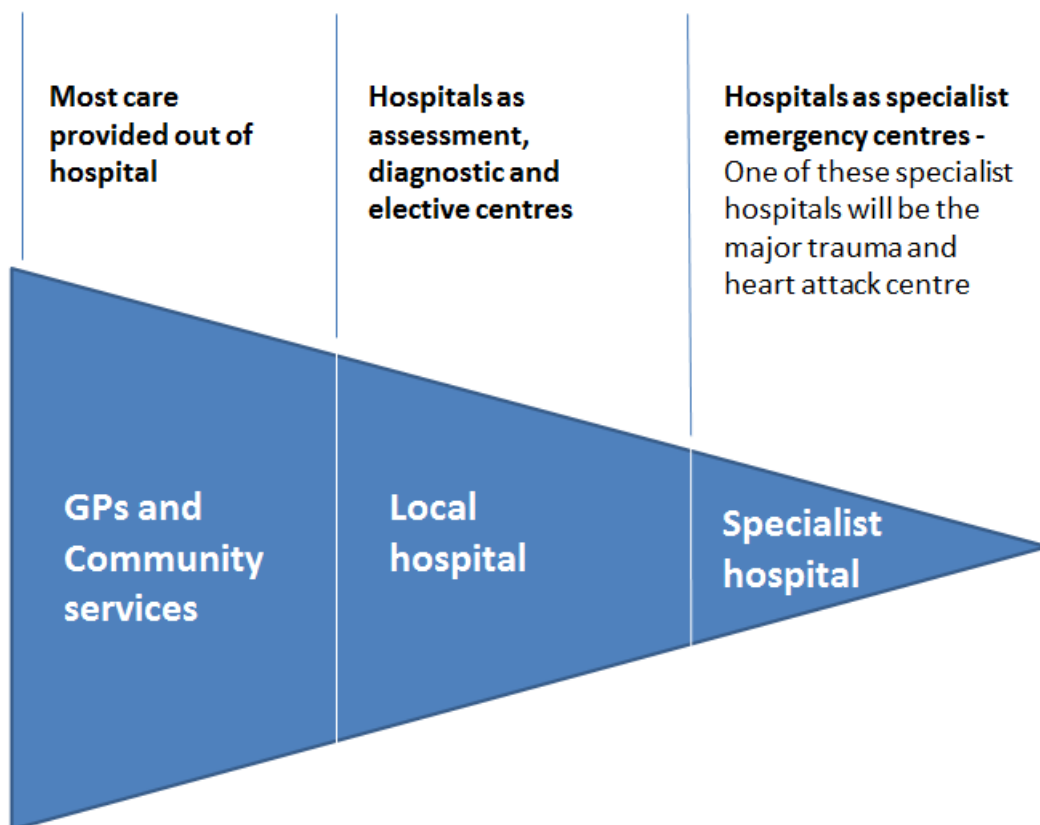 Most care
provided out of
hospital
Hospitals as
assessment,
diagnostic and
elective centres
Hospitals as specialist
emergency centres -
One of these specialist
hospitals will be the
major trauma and
heart attack centre
GPs and
Community
services
Local
hospital
Specialist
hospital